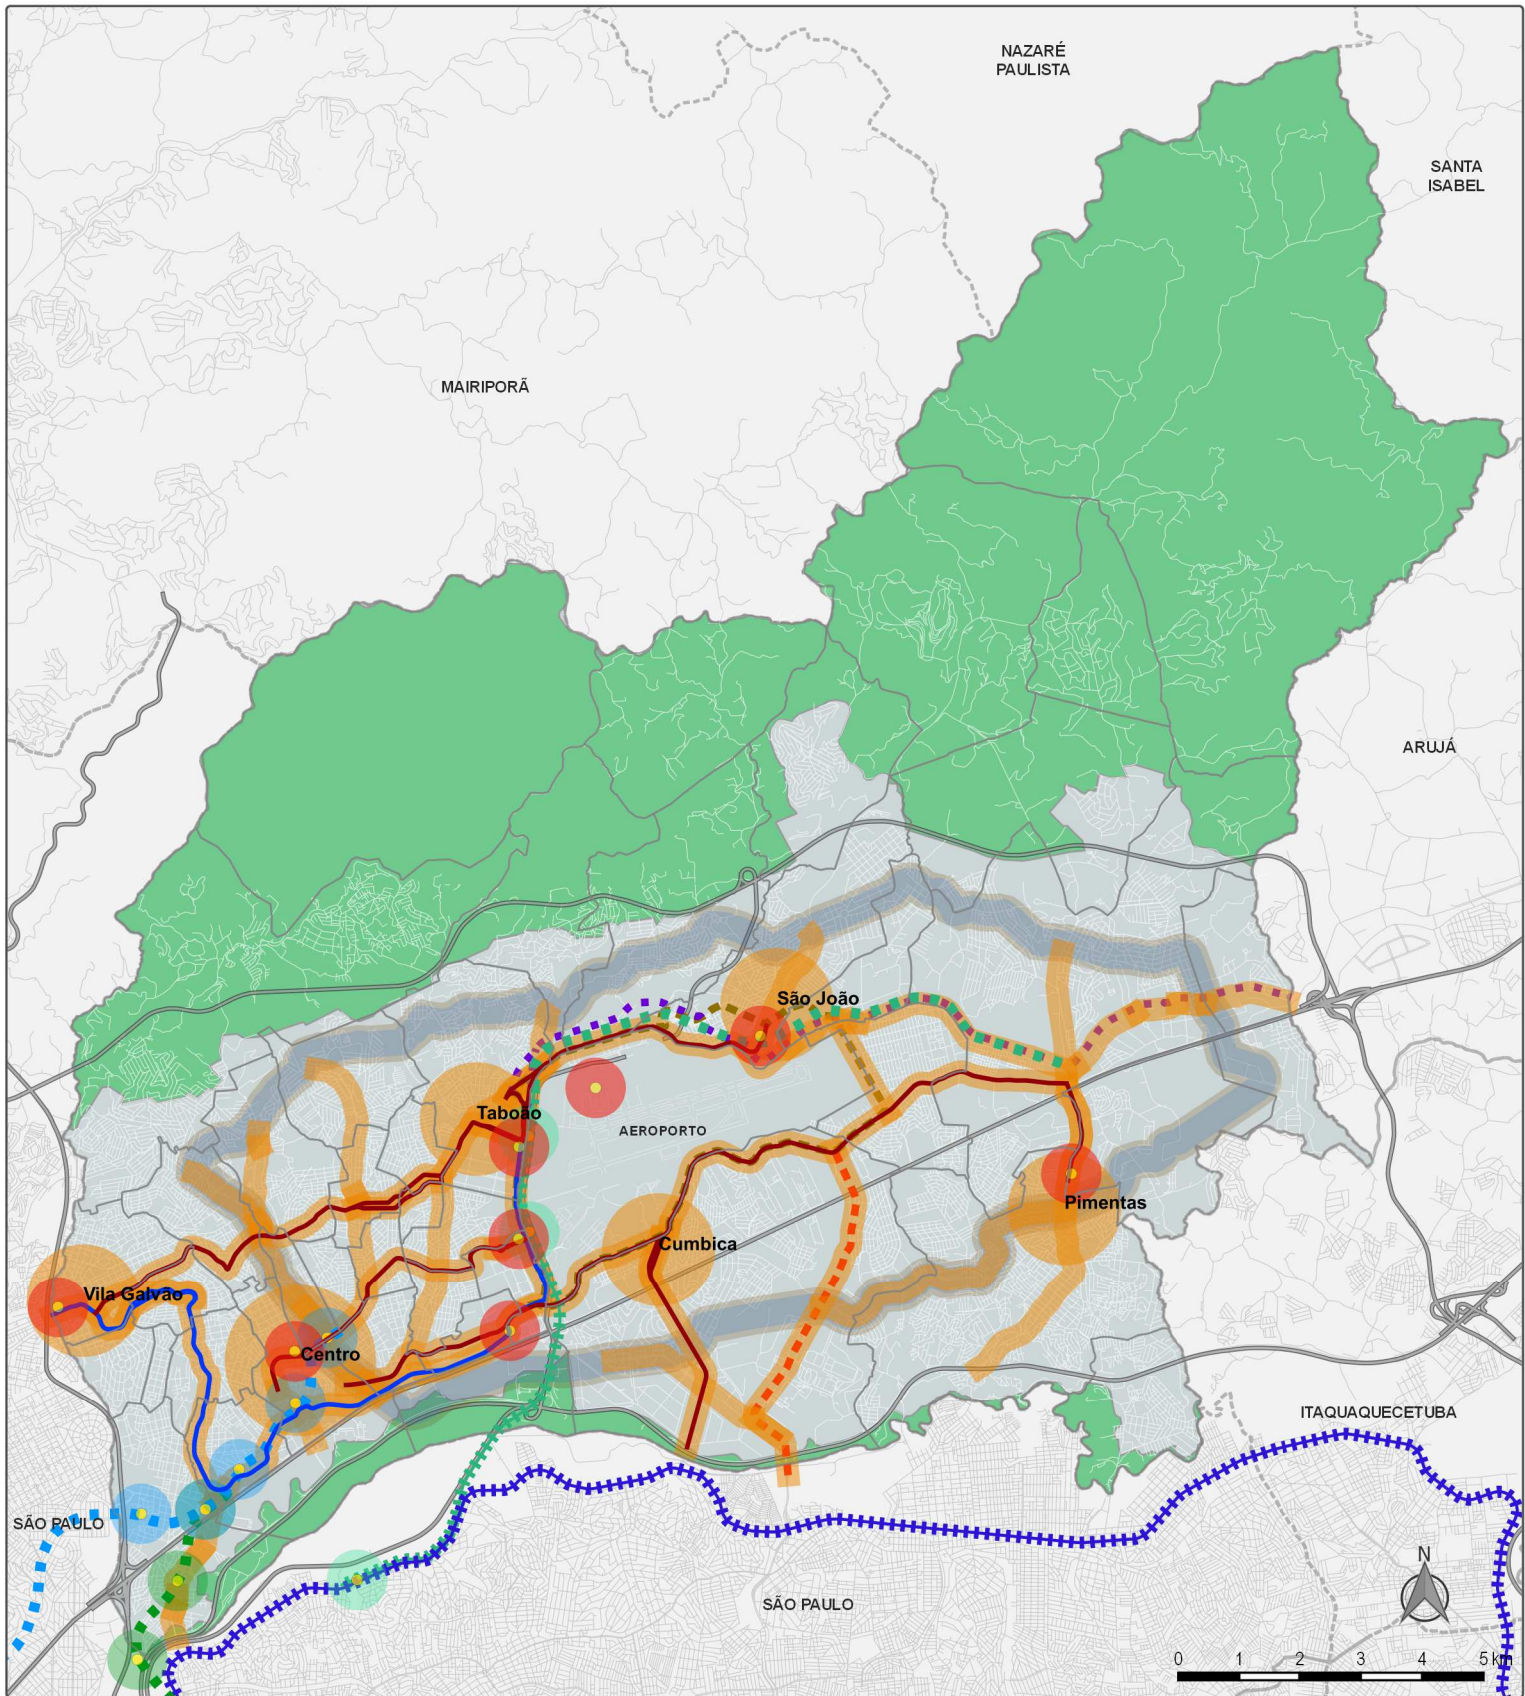 NAZARÉ
PAULISTA
SANTA
ISABEL
MAIRIPORÃ
ARUJÁ
São João
Taboão
AEROPORTO
Pimentas
Cumbica
Vila Galvão
Centro
ITAQUAQUECETUBA
SÃO PAULO
N
SÃO PAULO
0 1 2 3 4 5 km